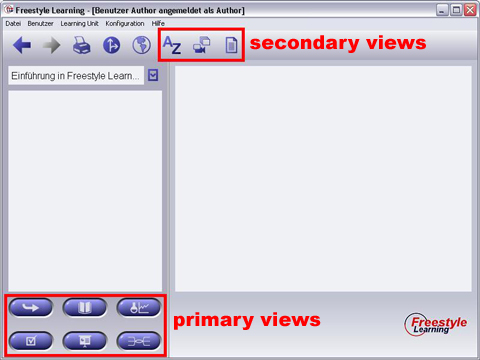 Freestyle Learning - [Benutzer Author angemeldet als Author]
Datei Benutzer Learning Unit Konfiguration Hilfe
AZ
secondary views
Einführung in Freestyle Learn...
primary views
Freestyle
Learning